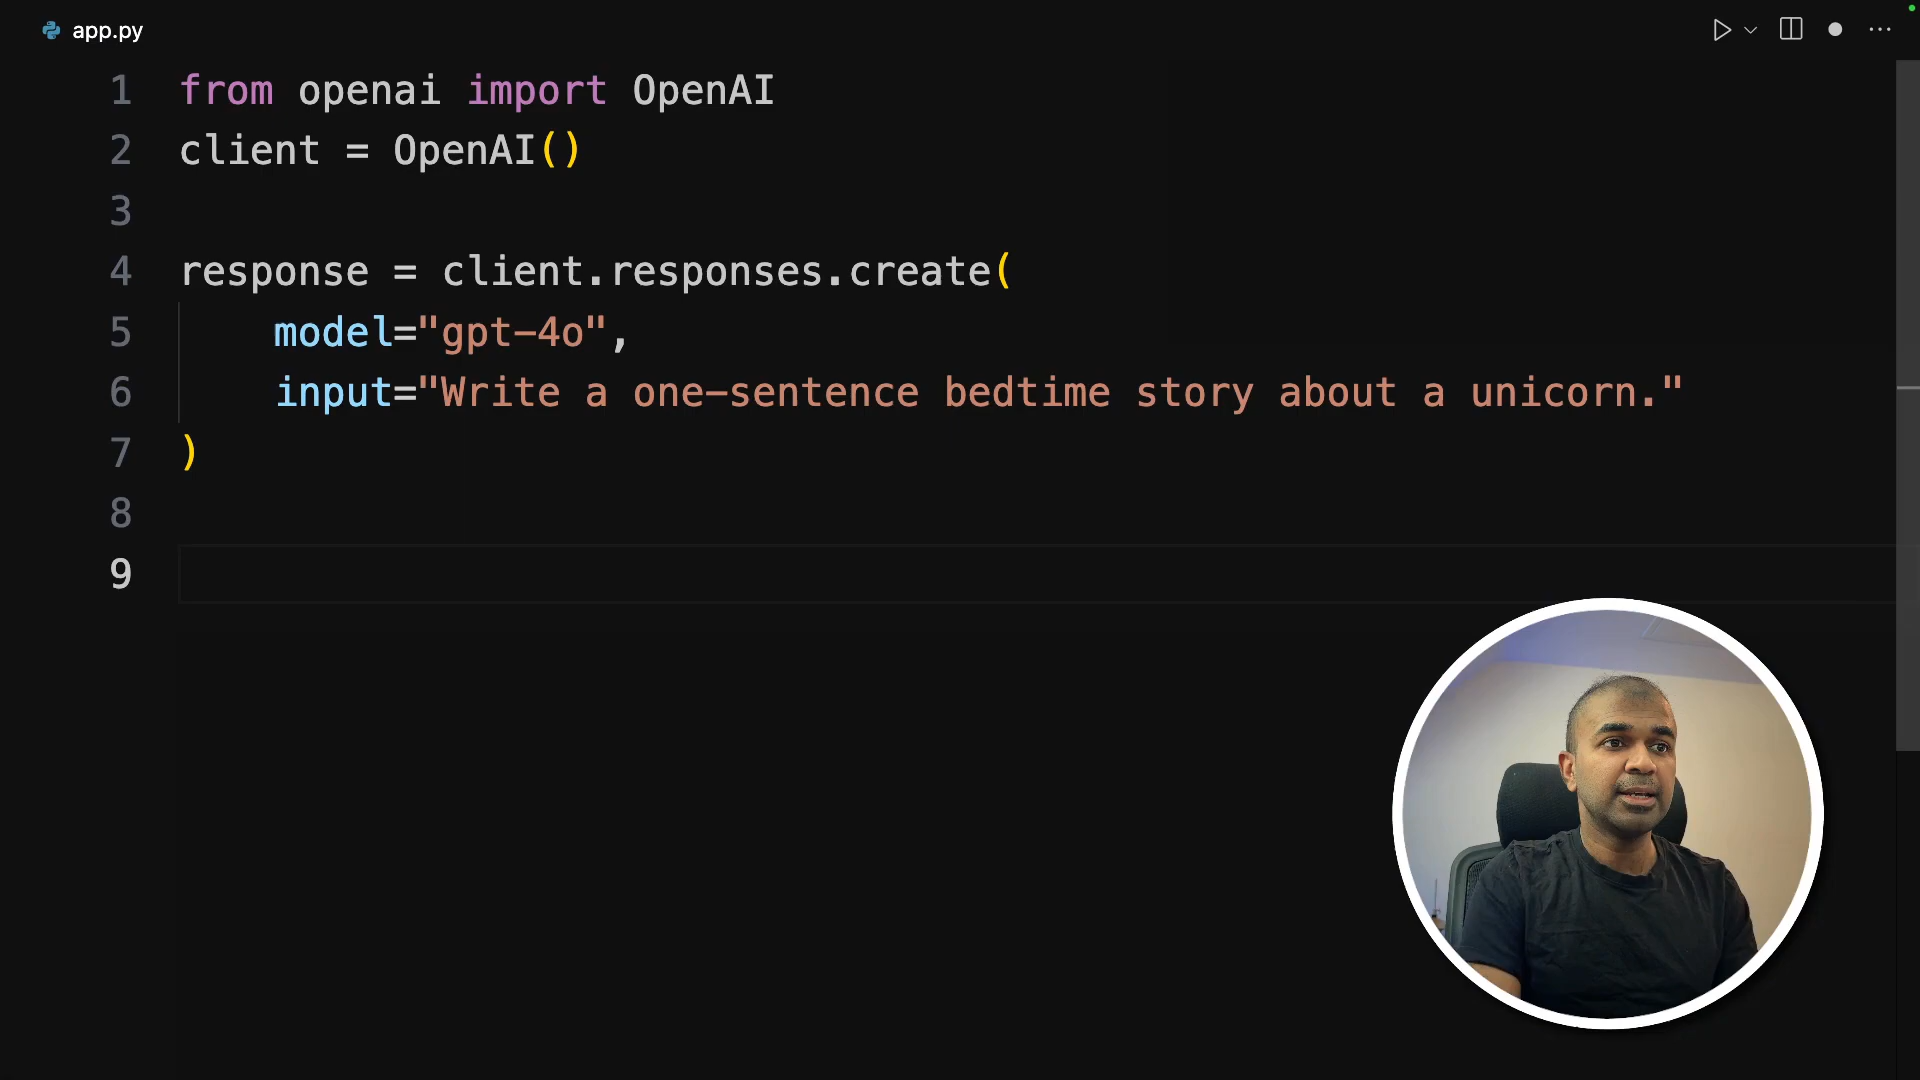 app.py
1 from openai import OpenAI
2 client = OpenAI()
3
4 response = client.responses.create(
5     model="gpt-4o",
6     input="Write a one-sentence bedtime story about a unicorn."
7 )
8
9